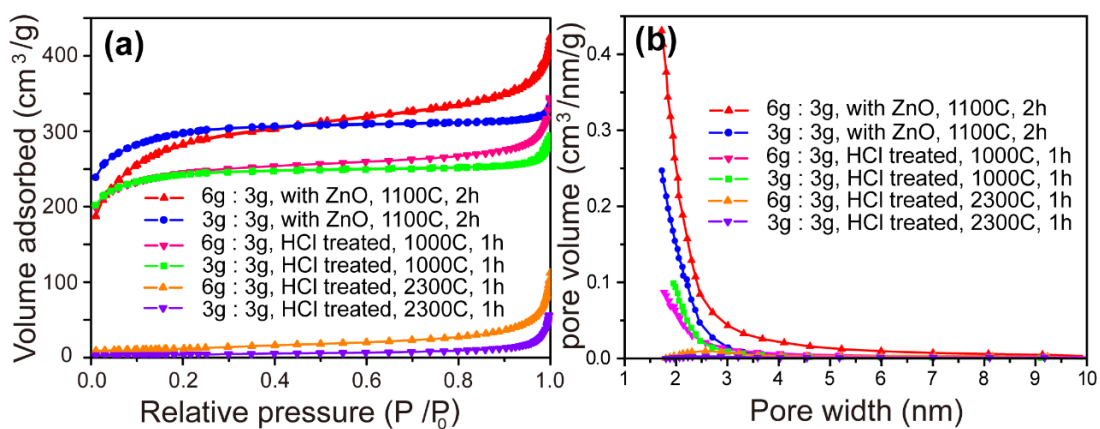 (a)
Volume adsorbed (cm³/g)
400
300
200
100
0
6g : 3g, with ZnO, 1100C, 2h
3g : 3g, with ZnO, 1100C, 2h
6g : 3g, HCl treated, 1000C, 1h
3g : 3g, HCl treated, 1000C, 1h
6g : 3g, HCl treated, 2300C, 1h
3g : 3g, HCl treated, 2300C, 1h
0.0 0.2 0.4 0.6 0.8 1.0
Relative pressure (P /P₀)
(b)
pore volume (cm³/nm/g)
0.4
0.3
0.2
0.1
0.0
6g : 3g, with ZnO, 1100C, 2h
3g : 3g, with ZnO, 1100C, 2h
6g : 3g, HCl treated, 1000C, 1h
3g : 3g, HCl treated, 1000C, 1h
6g : 3g, HCl treated, 2300C, 1h
3g : 3g, HCl treated, 2300C, 1h
1 2 3 4 5 6 7 8 9 10
Pore width (nm)